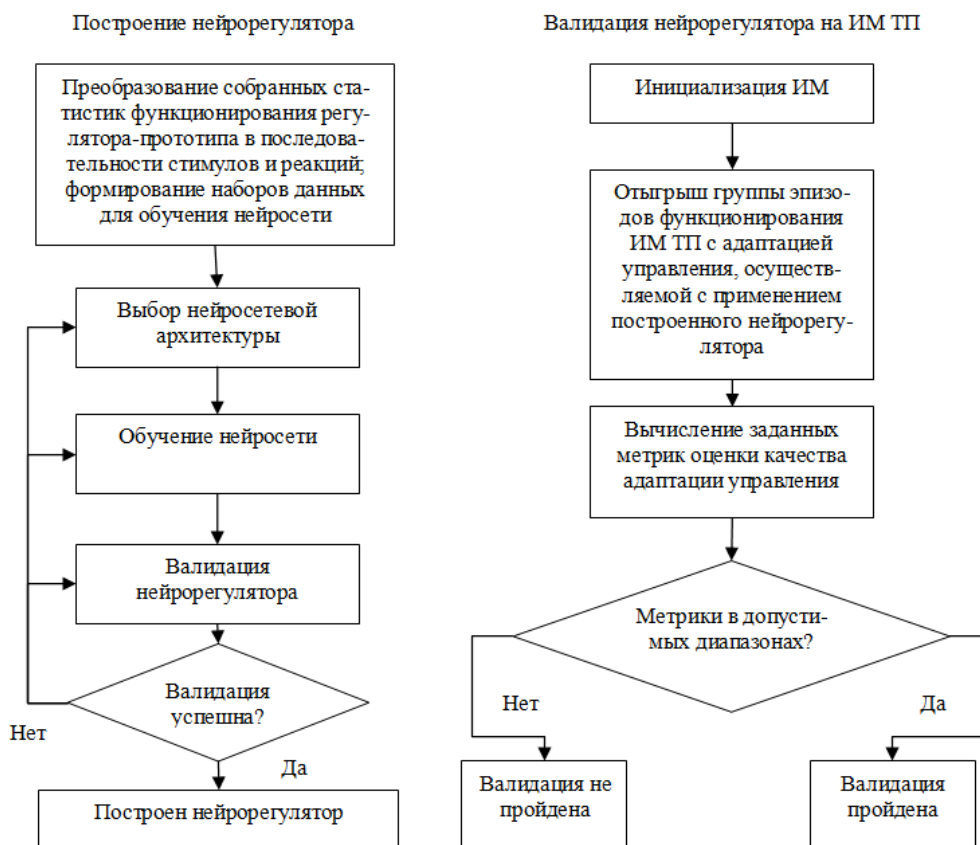 Построение нейрорегулятора
Преобразование собранных ста-
тистик функционирования регу-
лятора-прототипа в последова-
тельности стимулов и реакций;
формирование наборов данных
для обучения нейросети
Выбор нейросетевой
архитектуры
Обучение нейросети
Валидация
нейрорегулятора
Валидация
успешна?
Нет
Да
Построен нейрорегулятор
Валидация нейрорегулятора на ИМ ТП
Инициализация ИМ
Отыгрыш группы эпизо-
дов функционирования
ИМ ТП с адаптацией
управления, осуществ-
ляемой с применением
построенного нейрорегу-
лятора
Вычисление заданных
метрик оценки качества
адаптации управления
Метрики в допусти-
мых диапазонах?
Нет
Да
Валидация не
пройдена
Валидация
пройдена